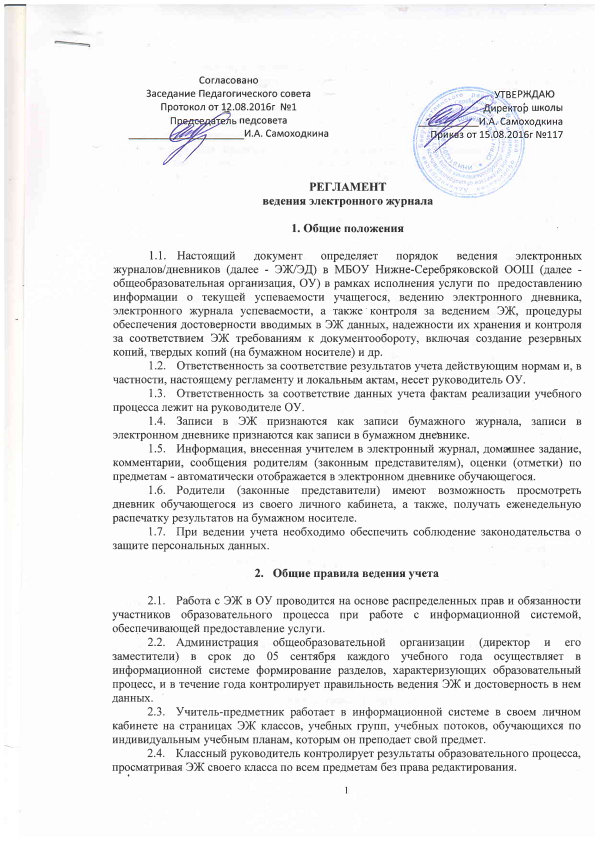 Согласовано
Заседание Педагогического совета
Протокол от 12.08.2016г №1
Председатель педсовета
И.А. Самоходкина
УТВЕРЖДАЮ
Директор школы
И.А. Самоходкина
Приказ от 15.08.2016г №117
РЕГЛАМЕНТ
ведения электронного журнала
1. Общие положения
1.1. Настоящий документ определяет порядок ведения электронных
журналов/дневников (далее - ЭЖ/ЭД) в МБОУ Нижне-Серебряковской ООШ (далее -
общеобразовательная организация, ОУ) в рамках исполнения услуги по предоставлению
информации о текущей успеваемости учащегося, ведению электронного дневника,
электронного журнала успеваемости, а также контроля за ведением ЭЖ, процедуры
обеспечения достоверности вводимых в ЭЖ данных, надежности их хранения и контроля
за соответствием ЭЖ требованиям к документообороту, включая создание резервных
копий, твердых копий (на бумажном носителе) и др.
1.2. Ответственность за соответствие результатов учета действующим нормам и, в
частности, настоящему регламенту и локальным актам, несет руководитель ОУ.
1.3. Ответственность за соответствие данных учета фактам реализации учебного
процесса лежит на руководителе ОУ.
1.4. Записи в ЭЖ признаются как записи бумажного журнала, записи в
электронном дневнике признаются как записи в бумажном дневнике.
1.5. Информация, внесенная учителем в электронный журнал, домашнее задание,
комментарии, сообщения родителям (законным представителям), оценки (отметки) по
предметам - автоматически отображается в электронном дневнике обучающегося.
1.6. Родители (законные представители) имеют возможность просмотреть
дневник обучающегося из своего личного кабинета, а также, получать еженедельную
распечатку результатов на бумажном носителе.
1.7. При ведении учета необходимо обеспечить соблюдение законодательства о
защите персональных данных.
2. Общие правила ведения учета
2.1. Работа с ЭЖ в ОУ проводится на основе распределенных прав и обязанности
участников образовательного процесса при работе с информационной системой,
обеспечивающей предоставление услуги.
2.2. Администрация общеобразовательной организации (директор и его
заместители) в срок до 05 сентября каждого учебного года осуществляет в
информационной системе формирование разделов, характеризующих образовательный
процесс, и в течение года контролирует правильность ведения ЭЖ и достоверность в нем
данных.
2.3. Учитель-предметник работает в информационной системе в своем личном
кабинете на страницах ЭЖ классов, учебных групп, учебных потоков, обучающихся по
индивидуальным учебным планам, которым он преподает свой предмет.
2.4. Классный руководитель контролирует результаты образовательного процесса,
просматривая ЭЖ своего класса по всем предметам без права редактирования.
1